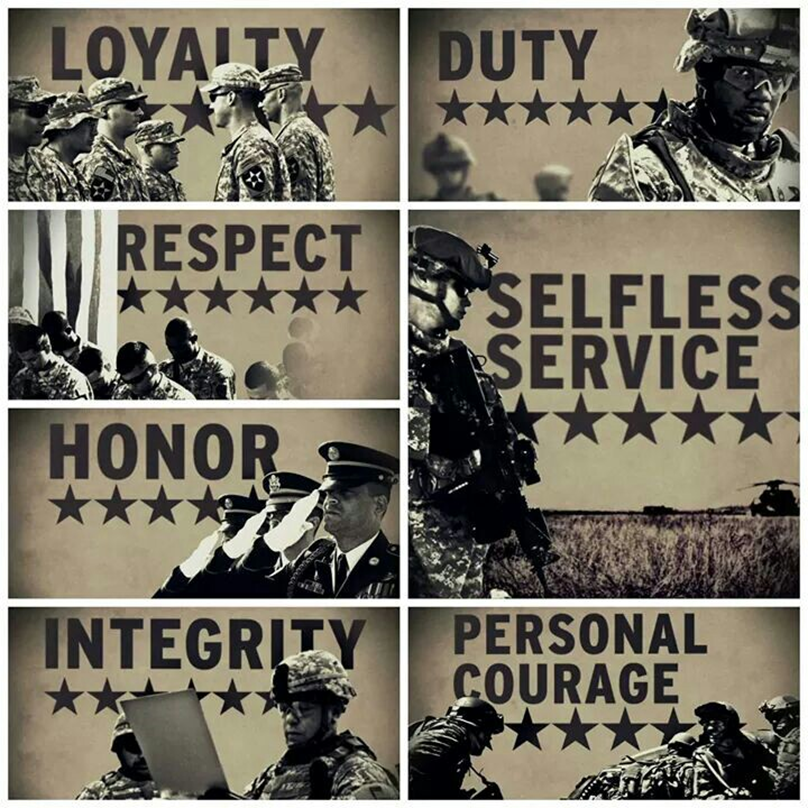 LOYALTY
DUTY
RESPECT
SELFLESS
SERVICE
HONOR
INTEGRITY
PERSONAL
COURAGE